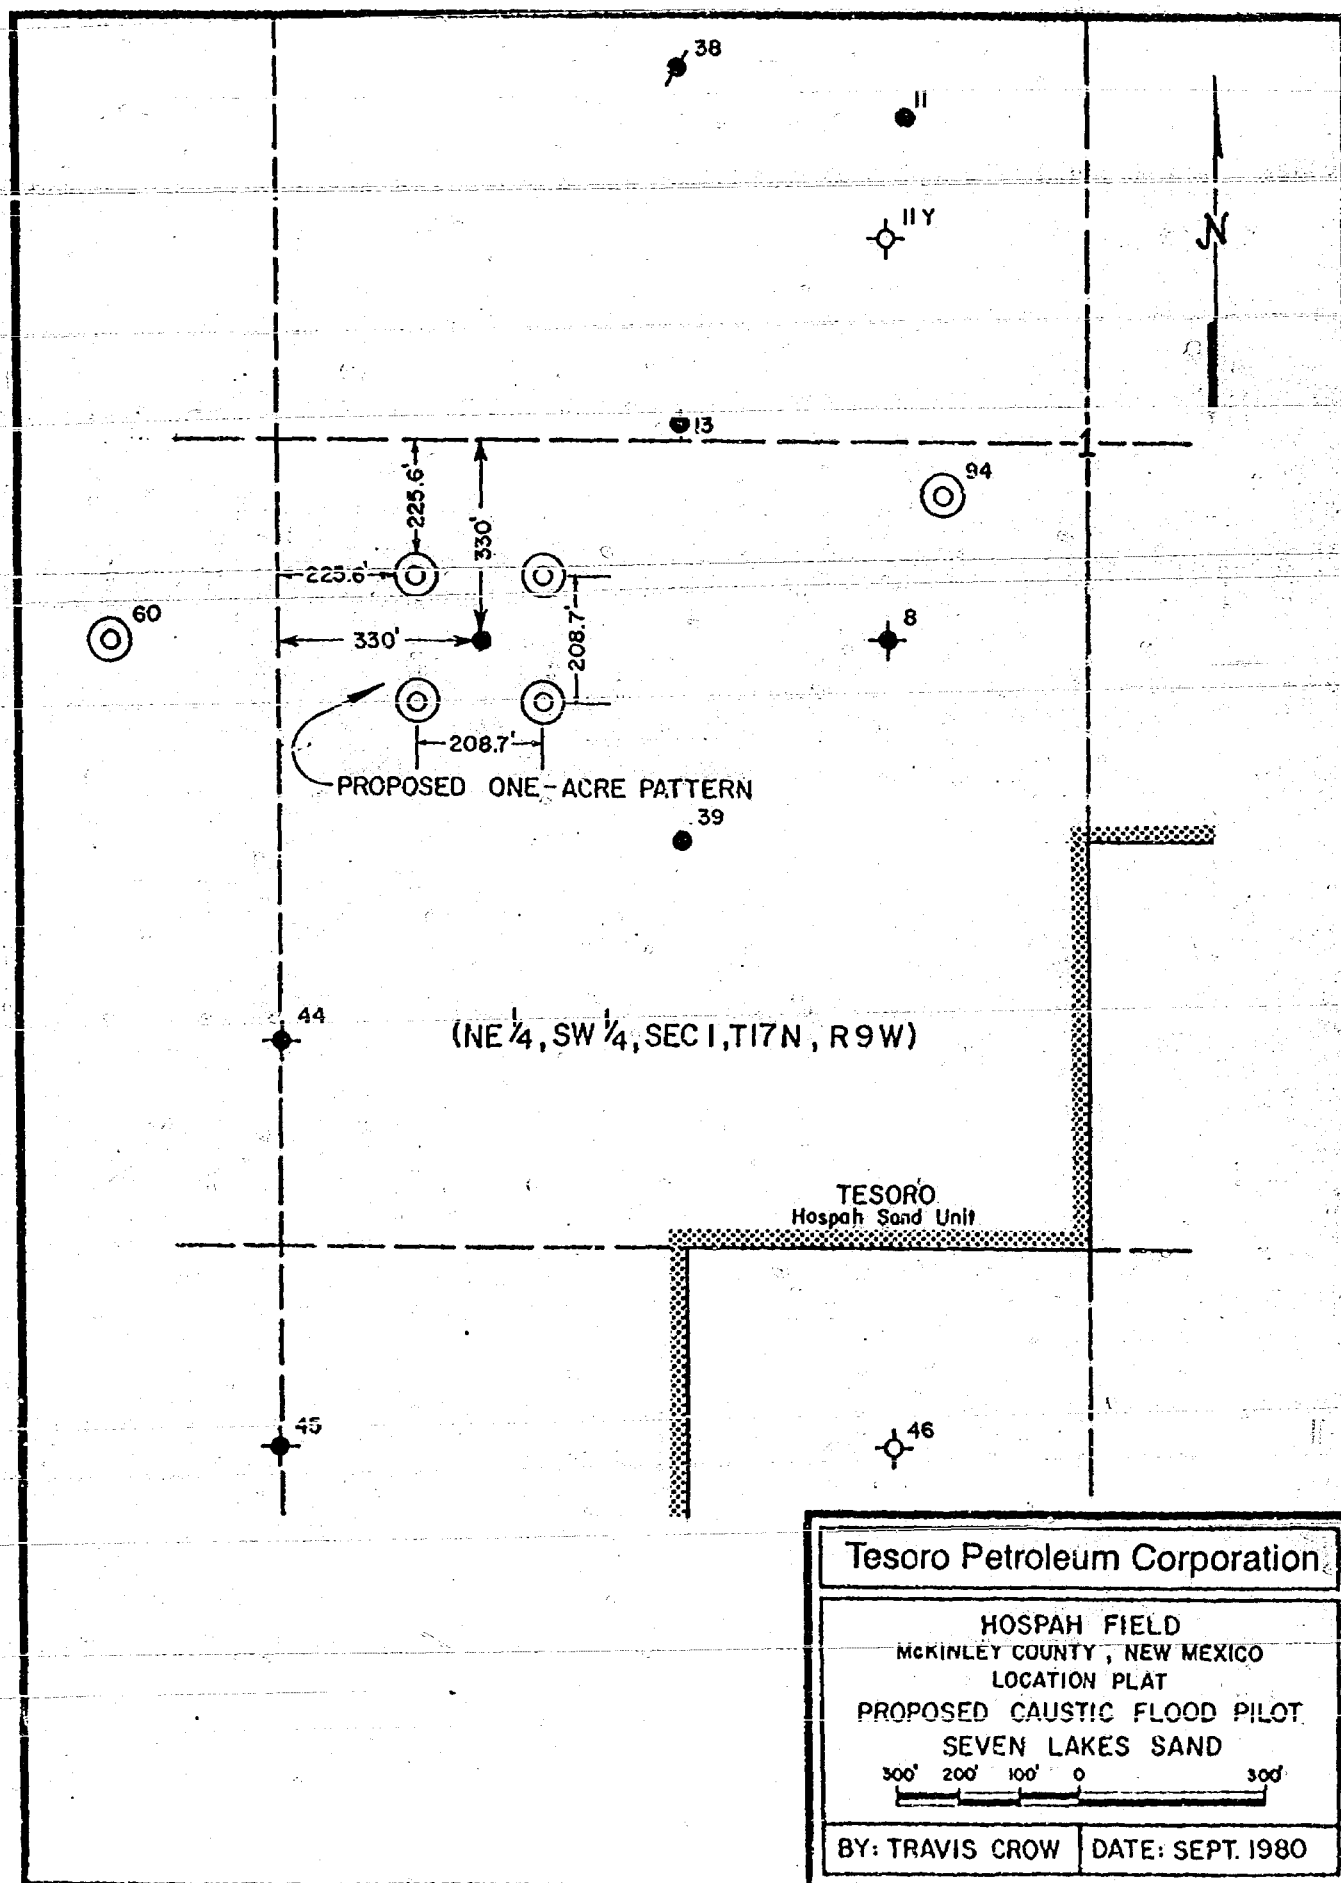 38
11
11 Y
N
13
1
94
225.6'
330'
225.6'
60
330'
208.7'
8
208.7'
PROPOSED ONE-ACRE PATTERN
39
44
(NE 1/4, SW 1/4, SEC 1, T17N, R9W)
TESORO
Hospah Sand Unit
45
46
Tesoro Petroleum Corporation
HOSPAH FIELD
McKINLEY COUNTY, NEW MEXICO
LOCATION PLAT
PROPOSED CAUSTIC FLOOD PILOT
SEVEN LAKES SAND
300' 200' 100' 0 300'
BY: TRAVIS CROW
DATE: SEPT. 1980